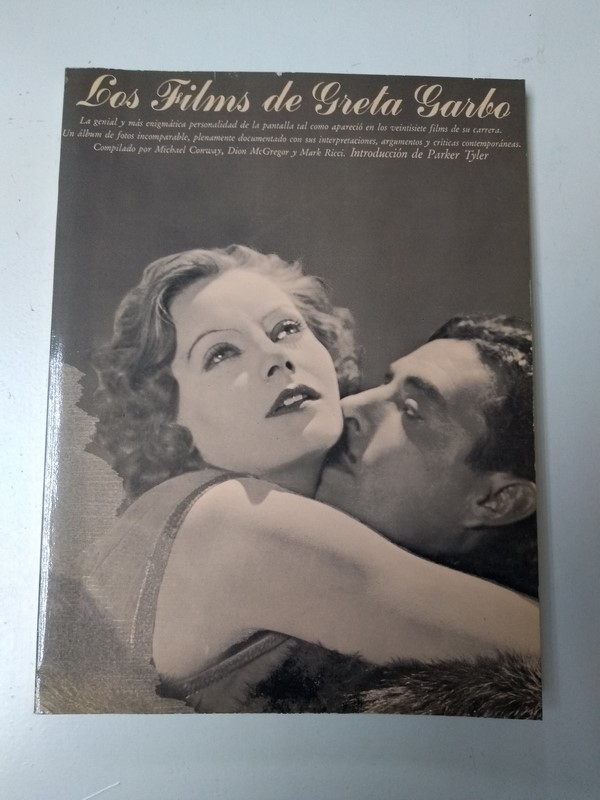 Los Films de Greta Garbo
La genial y más enigmática personalidad de la pantalla tal como apareció en los veintisiete films de su carrera.
Un álbum de fotos incomparable, plenamente documentado con sus interpretaciones, argumentos y críticas contemporáneas.
Compilado por Michael Conway, Dion McGregor y Mark Ricci. Introducción de Parker Tyler